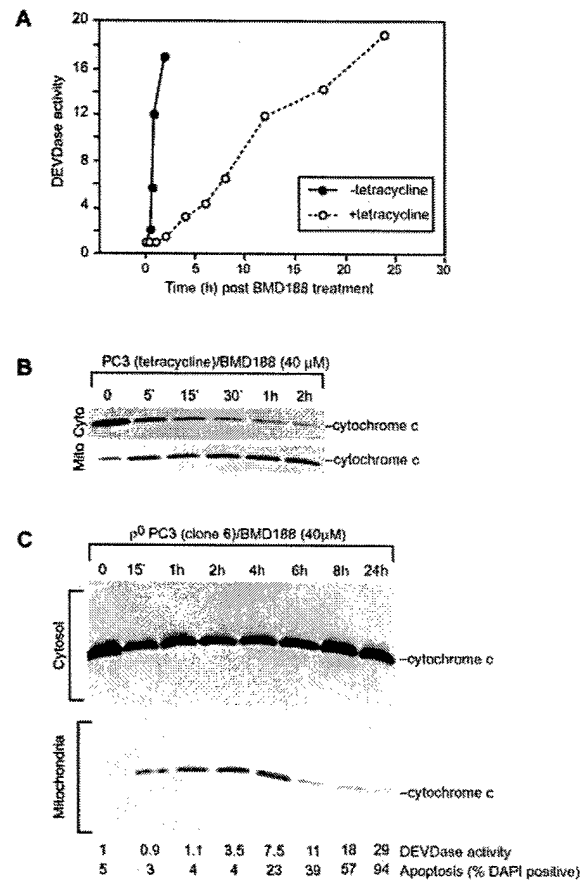 A
20
16
12
8
4
0
DEVDase activity
-tetracycline
+tetracycline
0 5 10 15 20 25 30
Time (h) post BMD188 treatment
B
PC3 (tetracycline)/BMD188 (40 μM)
0 5' 15' 30' 1h 2h
Cyto
-cytochrome c
Mito
-cytochrome c
C
ρ⁰ PC3 (clone 6)/BMD188 (40μM)
0 15' 1h 2h 4h 6h 8h 24h
Cytosol
-cytochrome c
Mitochondria
-cytochrome c
1 0.9 1.1 3.5 7.5 11 18 29 DEVDase activity
5 3 4 4 23 39 57 94 Apoptosis (% DAPI positive)